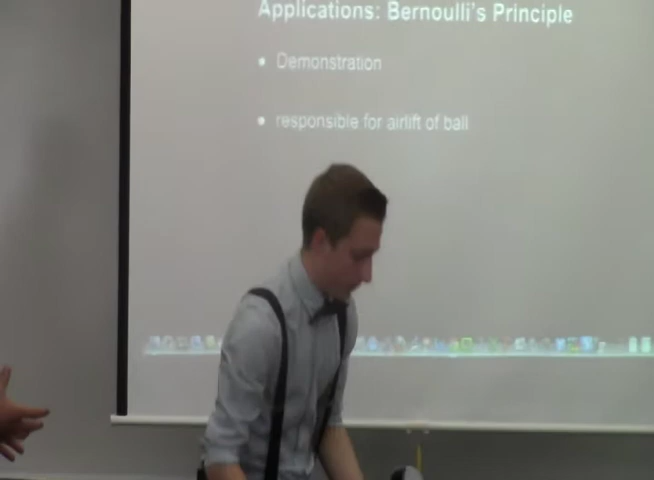 Applications: Bernoulli's Principle
• Demonstration
• responsible for airlift of ball